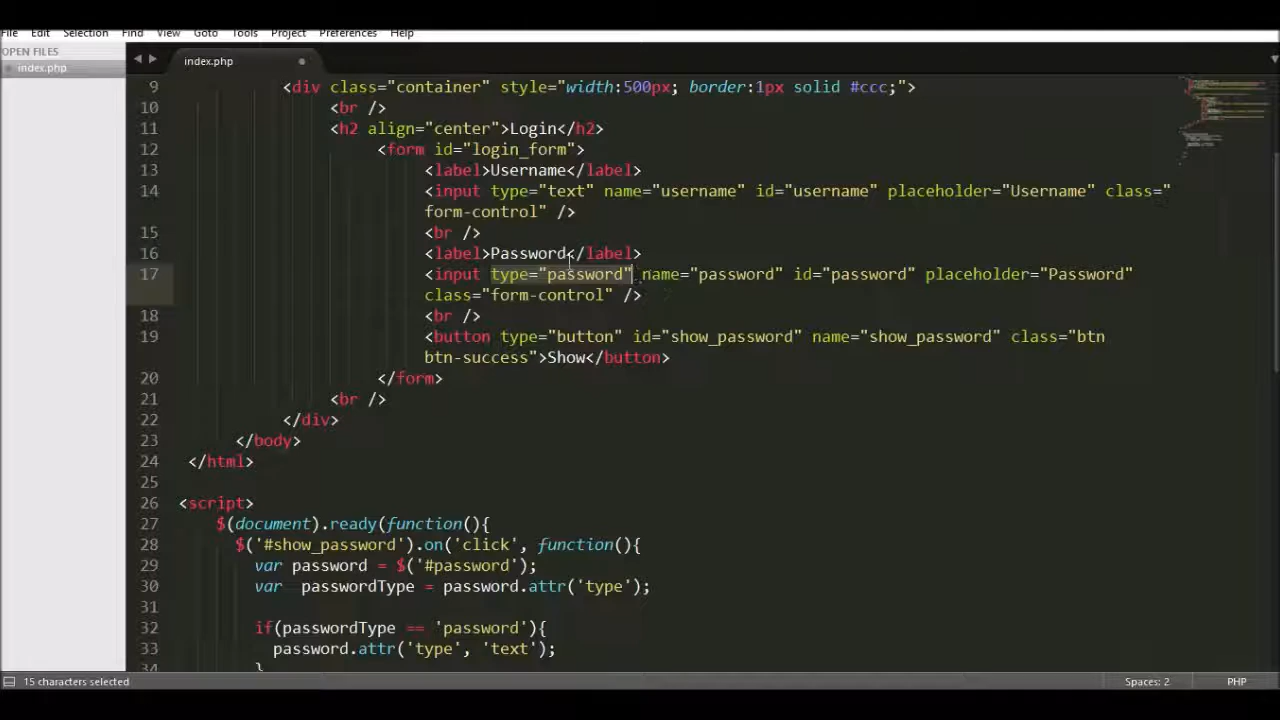 File Edit Selection Find View Goto Tools Project Preferences Help
OPEN FILES
index.php
index.php
9 <div class="container" style="width:500px; border:1px solid #ccc;">
10 <br />
11 <h2 align="center">Login</h2>
12 <form id="login_form">
13 <label>Username</label>
14 <input type="text" name="username" id="username" placeholder="Username" class="
form-control" />
15 <br />
16 <label>Password</label>
17 <input type="password" name="password" id="password" placeholder="Password"
class="form-control" />
18 <br />
19 <button type="button" id="show_password" name="show_password" class="btn
btn-success">Show</button>
20 </form>
21 <br />
22 </div>
23 </body>
24 </html>
25
26 <script>
27 $(document).ready(function(){
28 $('#show_password').on('click', function(){
29 var password = $('#password');
30 var passwordType = password.attr('type');
31
32 if(passwordType == 'password'){
33 password.attr('type', 'text');
34 }
15 characters selected
Spaces: 2
PHP